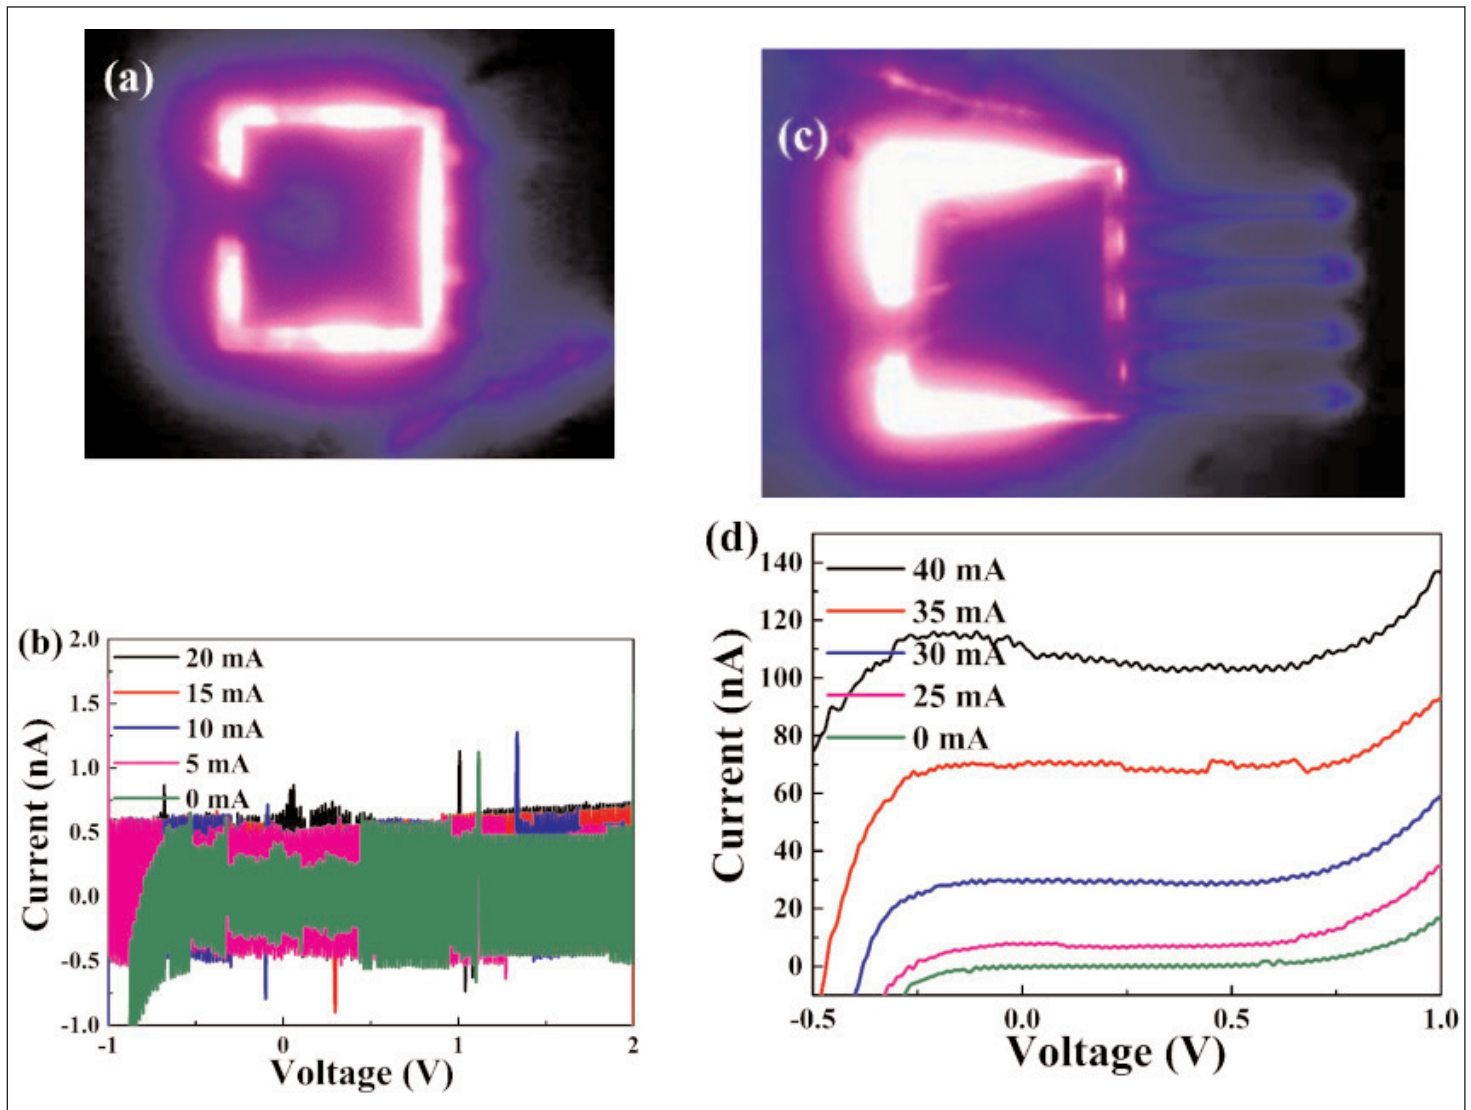 (a)
(c)
(b)
2.0
1.5
1.0
0.5
0.0
-0.5
-1.0
Current (nA)
20 mA
15 mA
10 mA
5 mA
0 mA
-1 0 1 2
Voltage (V)
(d)
140
120
100
80
60
40
20
0
Current (nA)
40 mA
35 mA
30 mA
25 mA
0 mA
-0.5 0.0 0.5 1.0
Voltage (V)